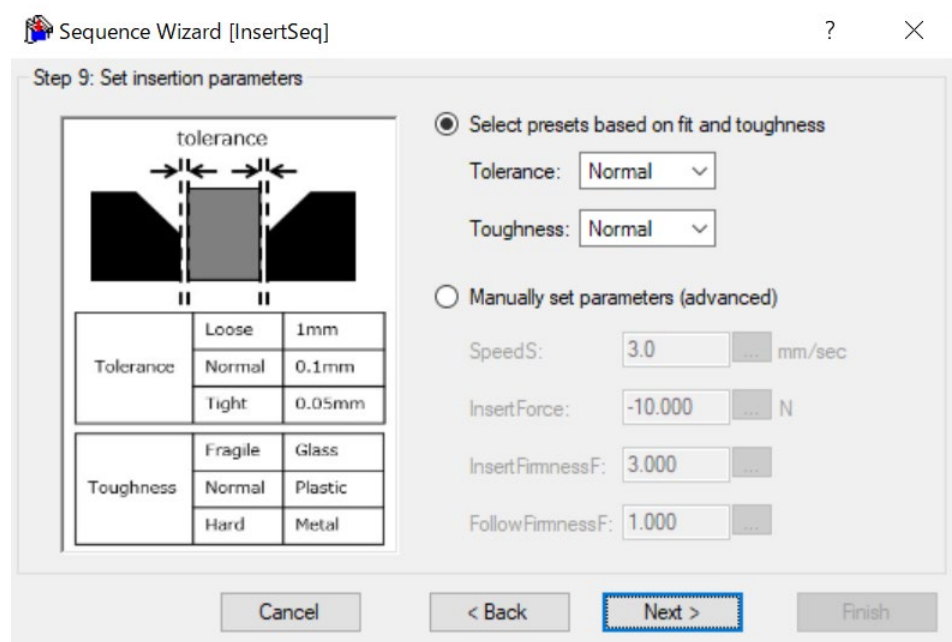 Sequence Wizard [InsertSeq]
? ×
Step 9: Set insertion parameters
tolerance
Tolerance
Loose 1mm
Normal 0.1mm
Tight 0.05mm
Toughness
Fragile Glass
Normal Plastic
Hard Metal
Select presets based on fit and toughness
Tolerance: Normal
Toughness: Normal
Manually set parameters (advanced)
SpeedS: 3.0 ... mm/sec
InsertForce: -10.000 ... N
InsertFirmnessF: 3.000 ...
FollowFirmnessF: 1.000 ...
Cancel < Back Next > Finish